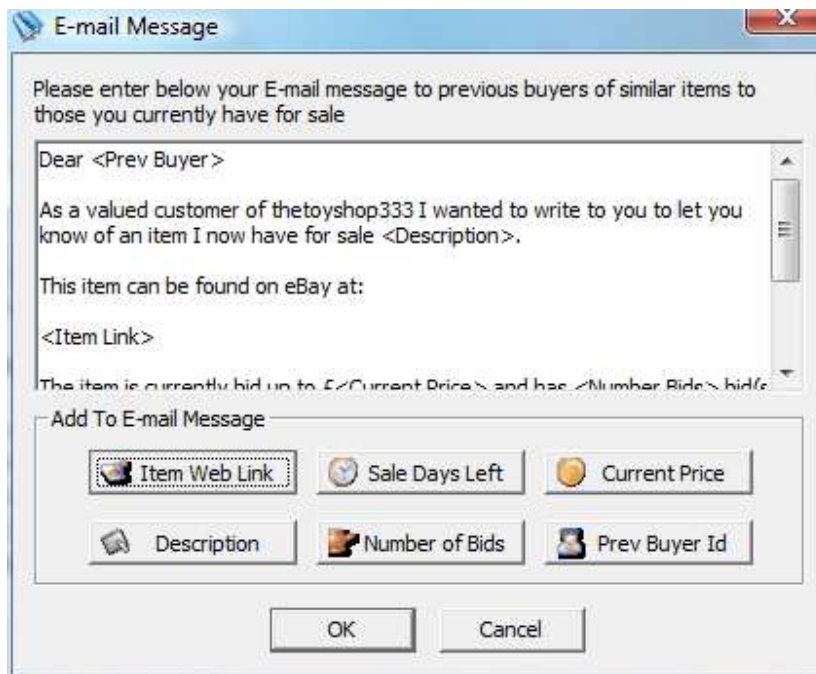 E-mail Message
Please enter below your E-mail message to previous buyers of similar items to
those you currently have for sale
Dear <Prev Buyer>
As a valued customer of thetoyshop333 I wanted to write to you to let you
know of an item I now have for sale <Description>.
This item can be found on eBay at:
<Item Link>
The item is currently bid up to £<Current Price> and has <Number Bids> bid(s
Add To E-mail Message
Item Web Link
Sale Days Left
Current Price
Description
Number of Bids
Prev Buyer Id
OK
Cancel